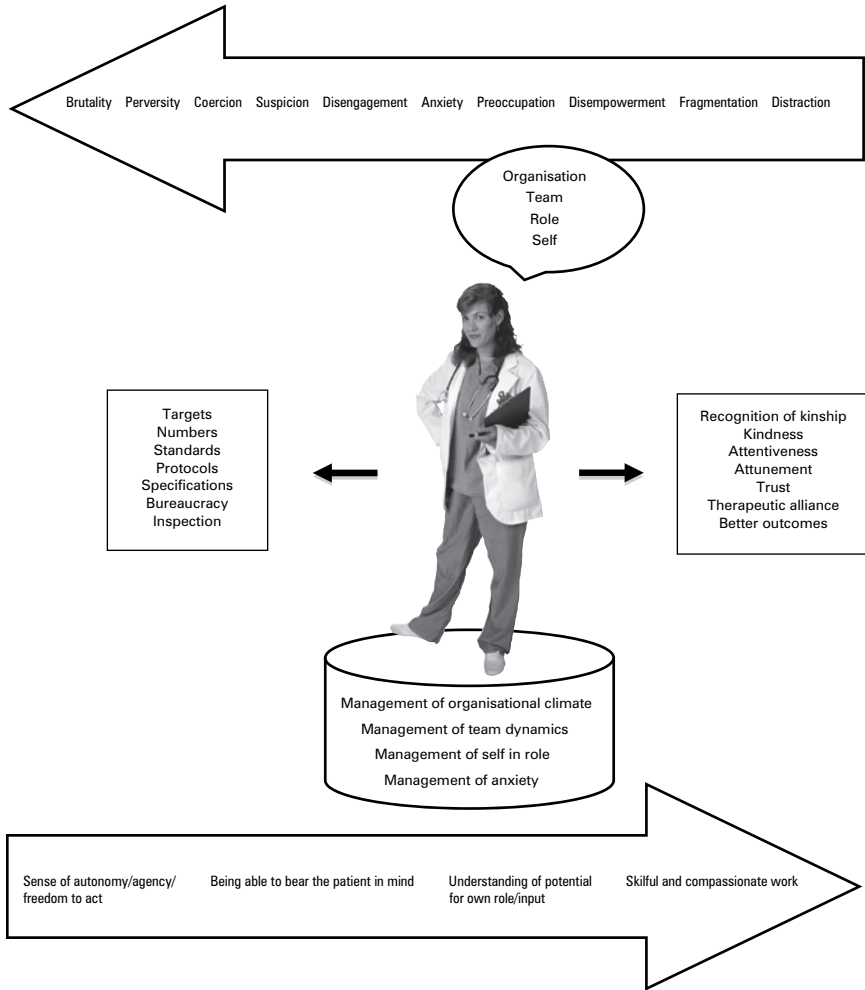 Brutality Perversity Coercion Suspicion Disengagement Anxiety Preoccupation Disempowerment Fragmentation Distraction
Organisation
Team
Role
Self
Targets
Numbers
Standards
Protocols
Specifications
Bureaucracy
Inspection
Recognition of kinship
Kindness
Attentiveness
Attunement
Trust
Therapeutic alliance
Better outcomes
Management of organisational climate
Management of team dynamics
Management of self in role
Management of anxiety
Sense of autonomy/agency/
freedom to act
Being able to bear the patient in mind
Understanding of potential
for own role/input
Skilful and compassionate work